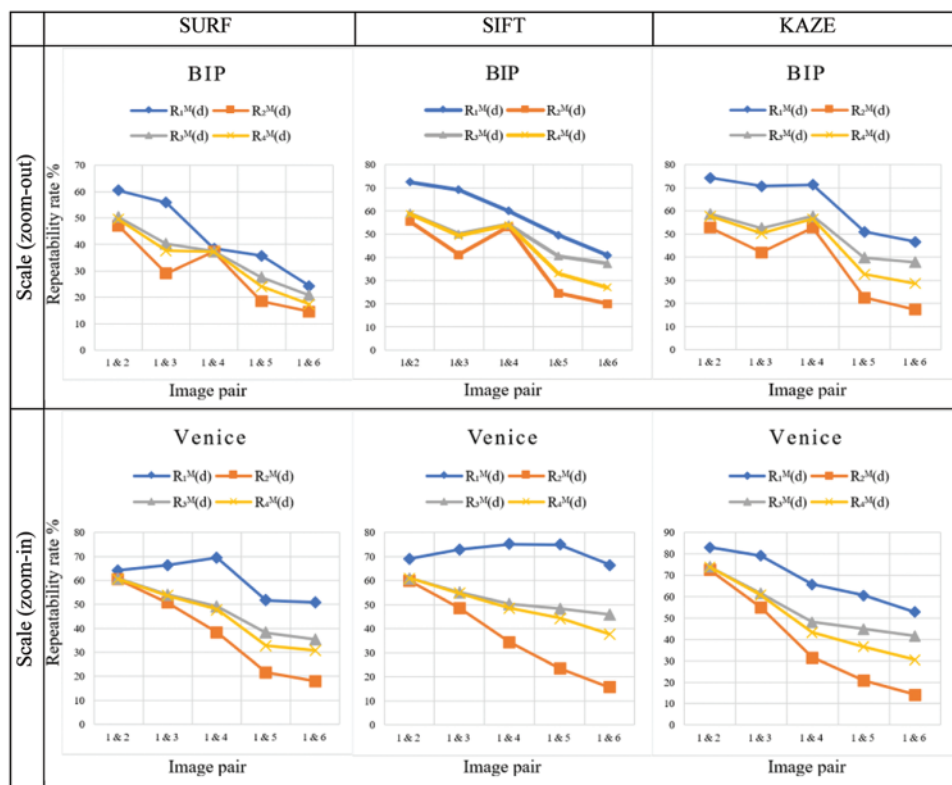 SURF SIFT KAZE
Scale (zoom-out)
BIP
R₁ᴹ(d) R₂ᴹ(d)
R₃ᴹ(d) R₄ᴹ(d)
Repeatability rate %
70
60
50
40
30
20
10
0
1 & 2 1 & 3 1 & 4 1 & 5 1 & 6
Image pair
BIP
R₁ᴹ(d) R₂ᴹ(d)
R₃ᴹ(d) R₄ᴹ(d)
80
70
60
50
40
30
20
10
0
1&2 1 & 3 1&4 1 & 5 1 & 6
Image pair
BIP
R₁ᴹ(d) R₂ᴹ(d)
R₃ᴹ(d) R₄ᴹ(d)
80
70
60
50
40
30
20
10
0
1 & 2 1 & 3 1 & 4 1 & 5 1 & 6
Image pair
Scale (zoom-in)
Venice
R₁ᴹ(d) R₂ᴹ(d)
R₃ᴹ(d) R₄ᴹ(d)
Repeatability rate %
80
70
60
50
40
30
20
10
0
1 & 2 1 & 3 1 & 4 1 & 5 1 & 6
Image pair
Venice
R₁ᴹ(d) R₂ᴹ(d)
R₃ᴹ(d) R₄ᴹ(d)
80
70
60
50
40
30
20
10
0
1 & 2 1 & 3 1 & 4 1 & 5 1 & 6
Image pair
Venice
R₁ᴹ(d) R₂ᴹ(d)
R₃ᴹ(d) R₄ᴹ(d)
90
80
70
60
50
40
30
20
10
0
1 & 2 1 & 3 1 & 4 1 & 5 1 & 6
Image pair